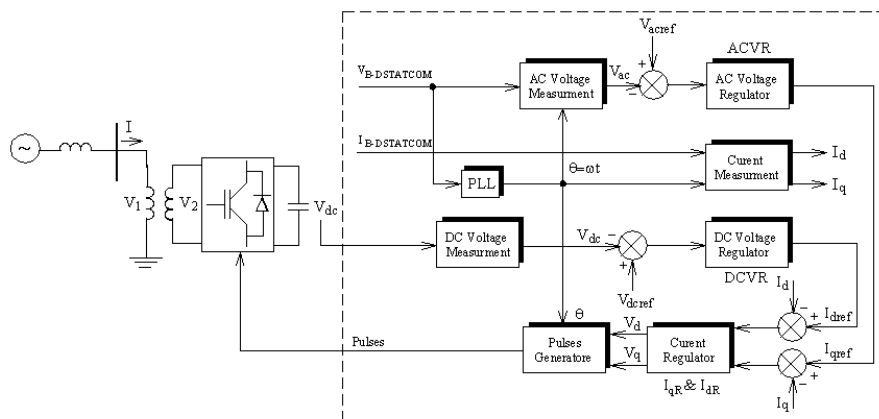 V_acref
ACVR
V_B-DSTATCOM
AC Voltage
Measurment
V_ac
+
−
AC Voltage
Regulator
I
I_B-DSTATCOM
θ=ωt
Curent
Measurment
I_d
I_q
PLL
V_1
V_2
V_dc
DC Voltage
Measurment
V_dc
−
+
V_dcref
DC Voltage
Regulator
DCVR
I_d
−
+
I_dref
θ
Pulses
Pulses
Generatore
V_d
V_q
Curent
Regulator
I_qR & I_dR
I_qref
+
−
I_q